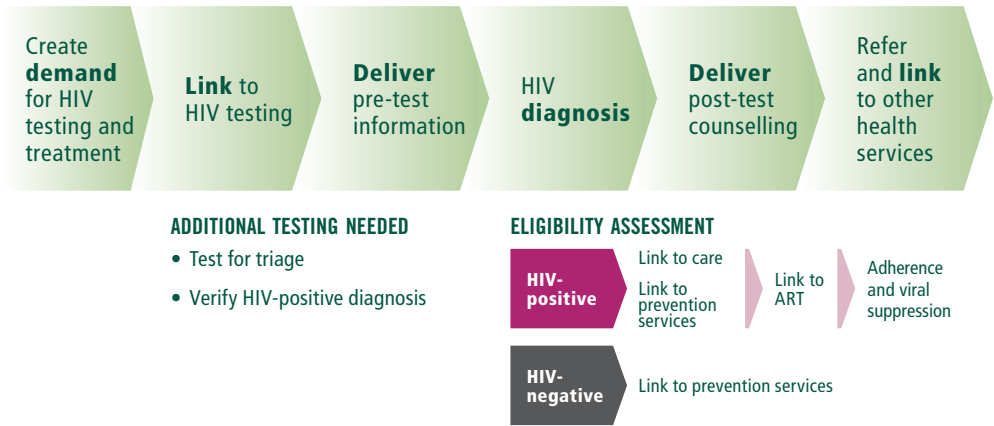 Create
demand
for HIV
testing and
treatment
Link to
HIV testing
Deliver
pre-test
information
HIV
diagnosis
Deliver
post-test
counselling
Refer
and link
to other
health
services
ADDITIONAL TESTING NEEDED
• Test for triage
• Verify HIV-positive diagnosis
ELIGIBILITY ASSESSMENT
HIV-
positive
Link to care
Link to
prevention
services
Link to
ART
Adherence
and viral
suppression
HIV-
negative
Link to prevention services